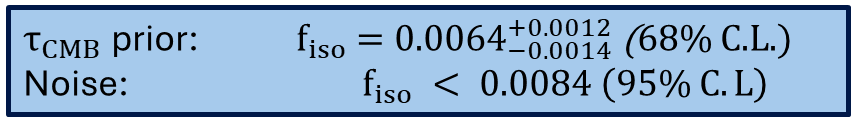 τCMB prior: fiso = 0.0064+0.0012−0.0014 (68% C.L.)
Noise: fiso < 0.0084 (95% C. L)